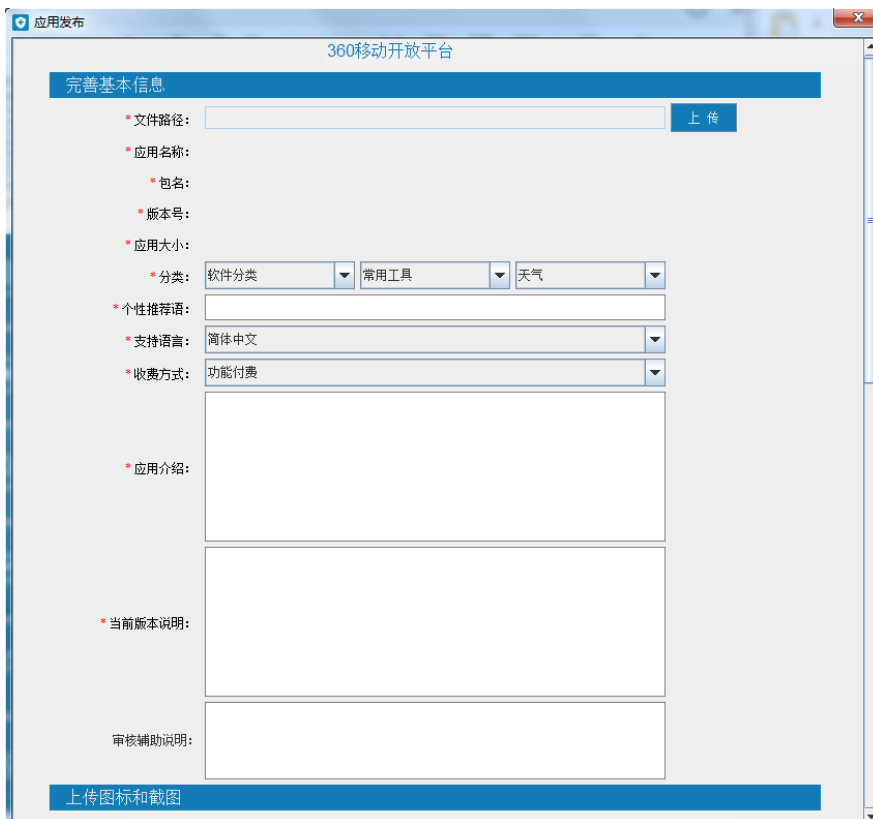 应用发布
360移动开放平台
完善基本信息
*文件路径: 上 传
*应用名称:
*包名:
*版本号:
*应用大小:
*分类: 软件分类 常用工具 天气
*个性推荐语:
*支持语言: 简体中文
*收费方式: 功能付费
*应用介绍:
*当前版本说明:
审核辅助说明:
上传图标和截图